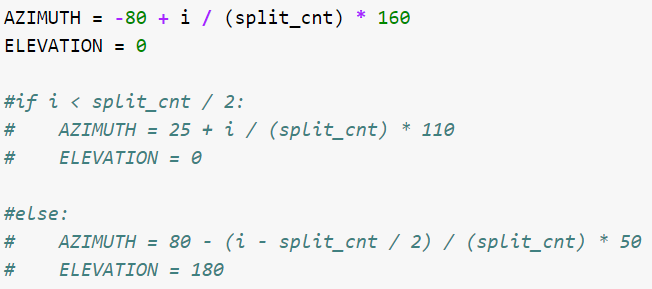 AZIMUTH = -80 + i / (split_cnt) * 160
ELEVATION = 0
#if i < split_cnt / 2:
#    AZIMUTH = 25 + i / (split_cnt) * 110
#    ELEVATION = 0
#else:
#    AZIMUTH = 80 - (i - split_cnt / 2) / (split_cnt) * 50
#    ELEVATION = 180